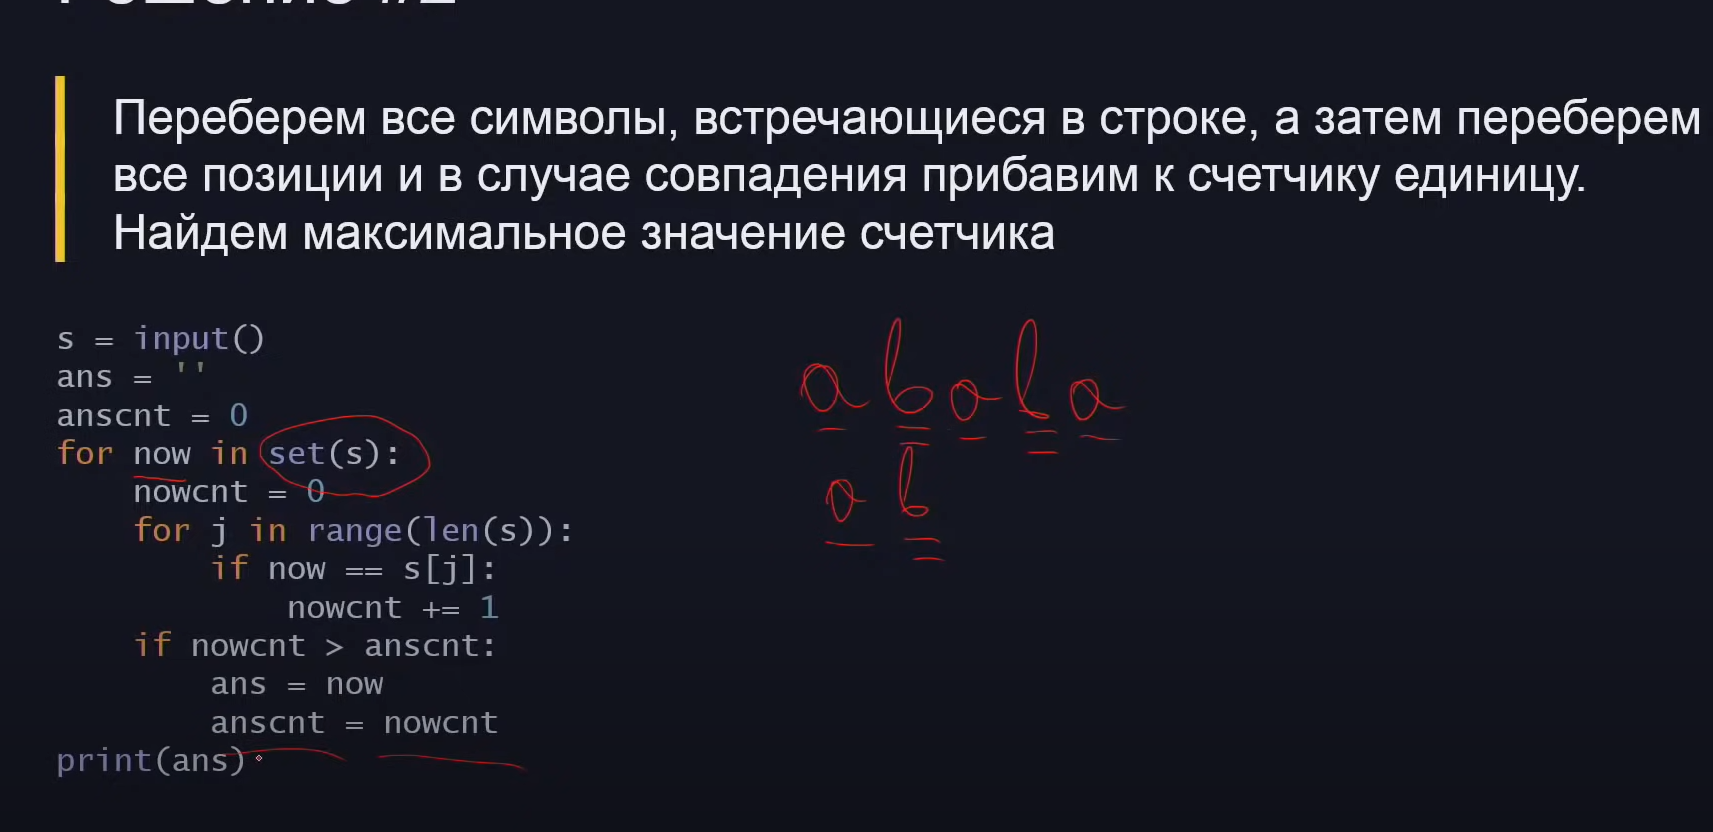 Решение #2
Переберем все символы, встречающиеся в строке, а затем переберем
все позиции и в случае совпадения прибавим к счетчику единицу.
Найдем максимальное значение счетчика
s = input()
ans = ''
anscnt = 0
for now in set(s):
    nowcnt = 0
    for j in range(len(s)):
        if now == s[j]:
            nowcnt += 1
    if nowcnt > anscnt:
        ans = now
        anscnt = nowcnt
print(ans)
a b a b a
a b